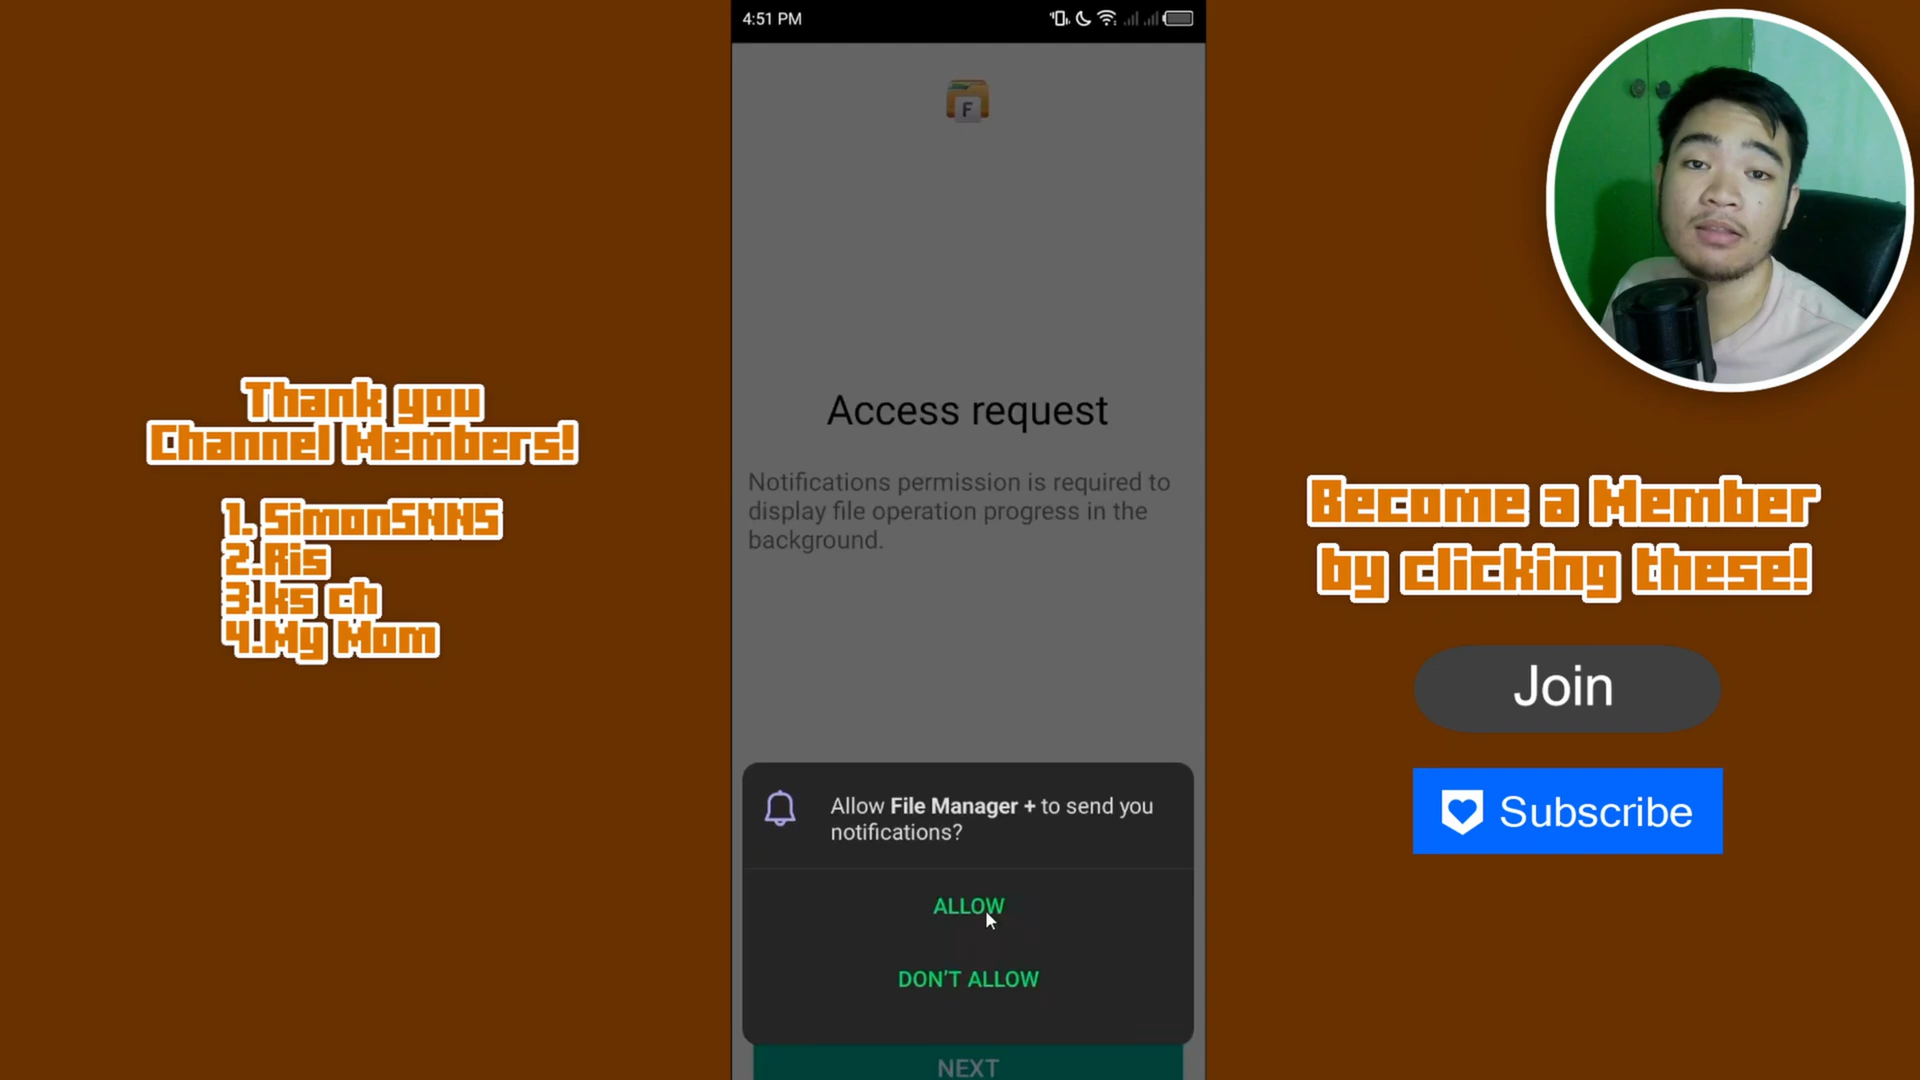 4:51 PM
F
Access request
Notifications permission is required to
display file operation progress in the
background.
Allow File Manager + to send you
notifications?
ALLOW
DON'T ALLOW
NEXT
Thank you
Channel Members!
1. SimonSNNS
2.Ris
3.ks ch
4.My Mom
Become a Member
by clicking these!
Join
Subscribe